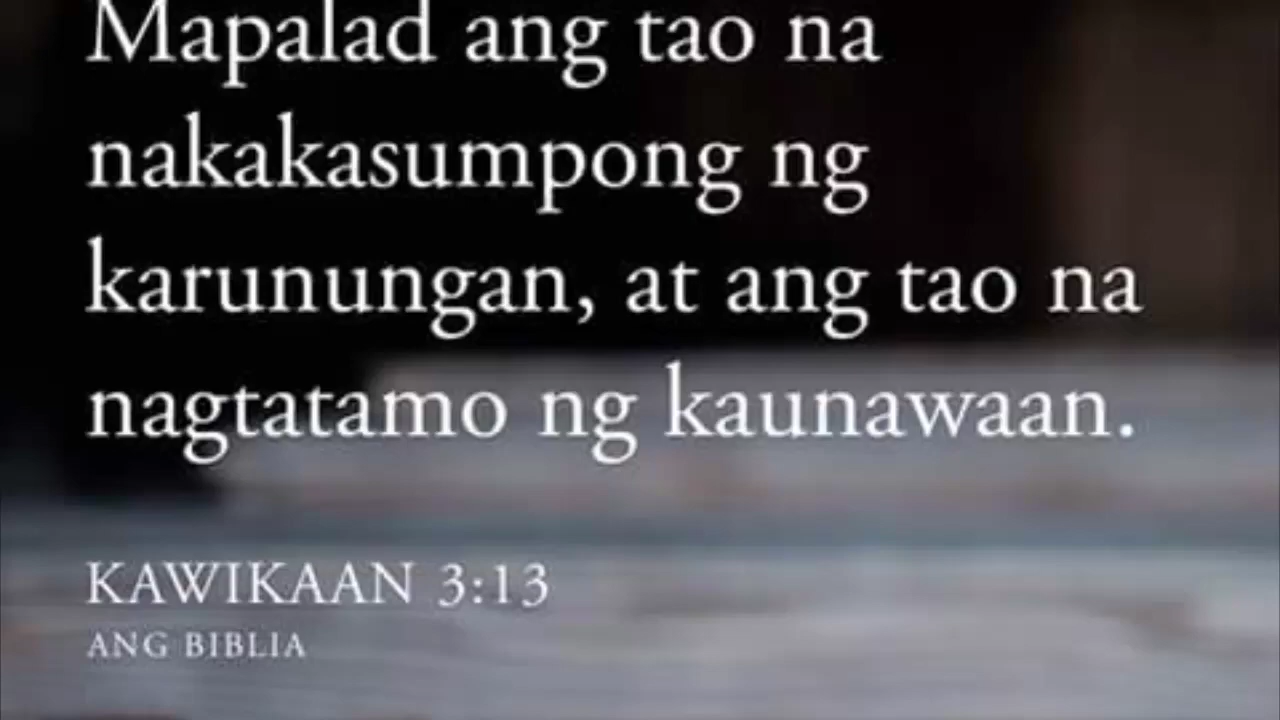 Mapalad ang tao na
nakakasumpong ng
karunungan, at ang tao na
nagtatamo ng kaunawaan.
KAWIKAAN 3:13
ANG BIBLIA